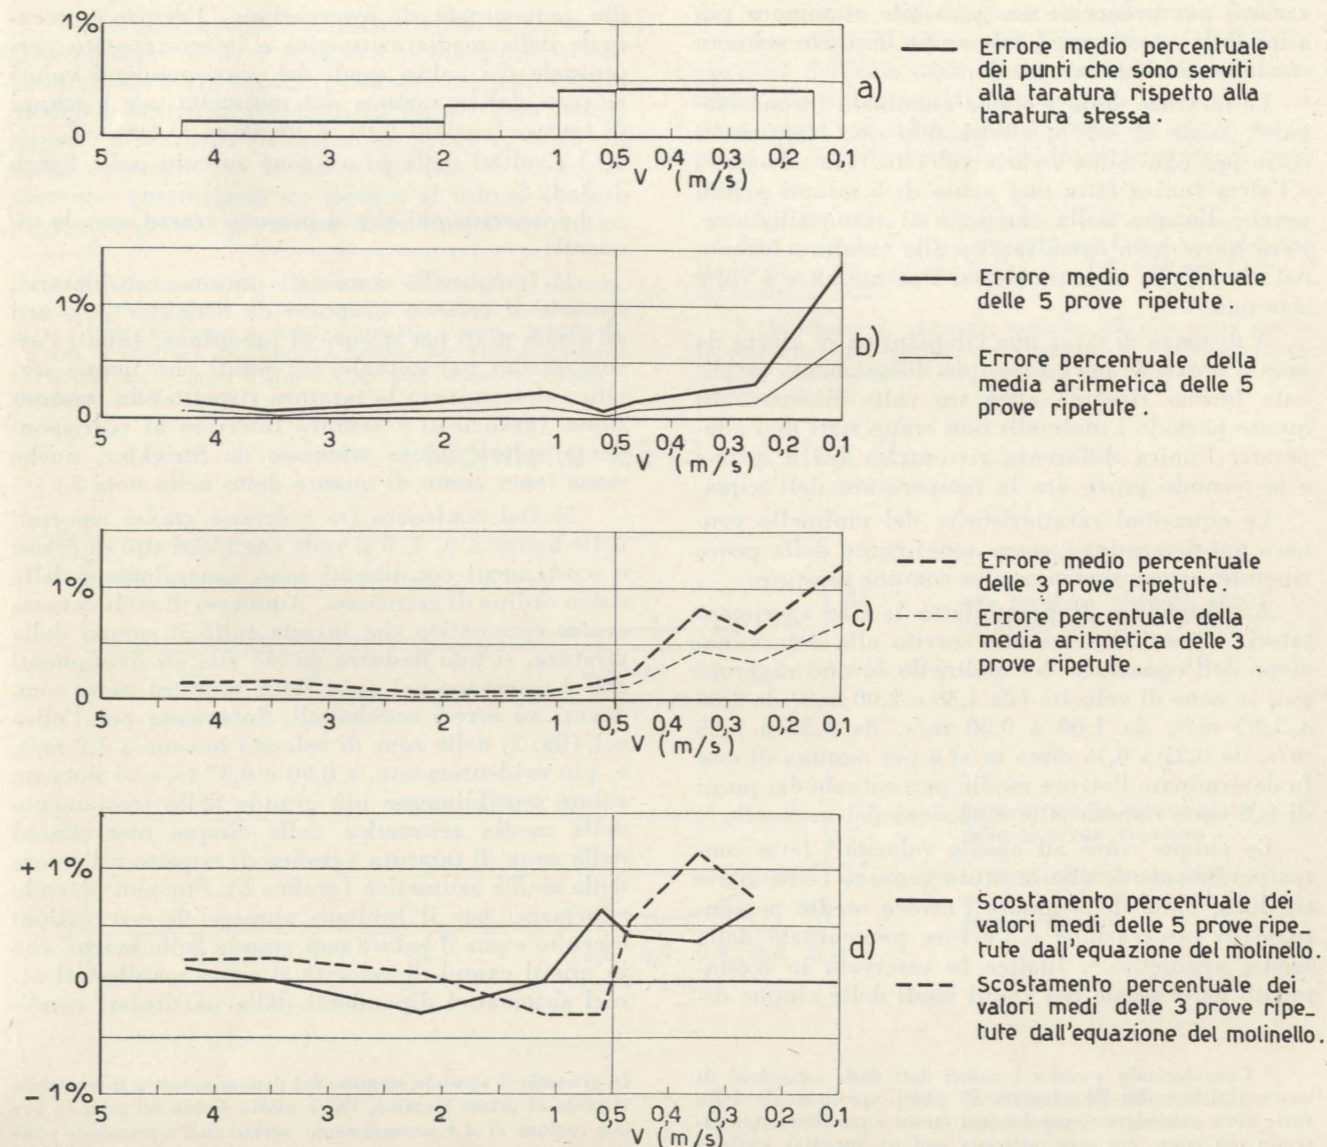 1%
0
5 4 3 2 1 0,5 0,4 0,3 0,2 0,1
V (m/s)
a)
Errore medio percentuale
dei punti che sono serviti
alla taratura rispetto alla
taratura stessa.
1%
0
5 4 3 2 1 0,5 0,4 0,3 0,2 0,1
V (m/s)
b)
Errore medio percentuale
delle 5 prove ripetute.
Errore percentuale della
media aritmetica delle 5
prove ripetute.
1%
0
5 4 3 2 1 0,5 0,4 0,3 0,2 0,1
V (m/s)
c)
Errore medio percentuale
delle 3 prove ripetute.
Errore percentuale della
media aritmetica delle 3
prove ripetute.
+ 1%
0
- 1%
5 4 3 2 1 0,5 0,4 0,3 0,2 0,1
V (m/s)
d)
Scostamento percentuale dei
valori medi delle 5 prove ripe_
tute dall'equazione del molinello.
Scostamento percentuale dei
valori medi delle 3 prove ripe_
tute dall'equazione del molinello.